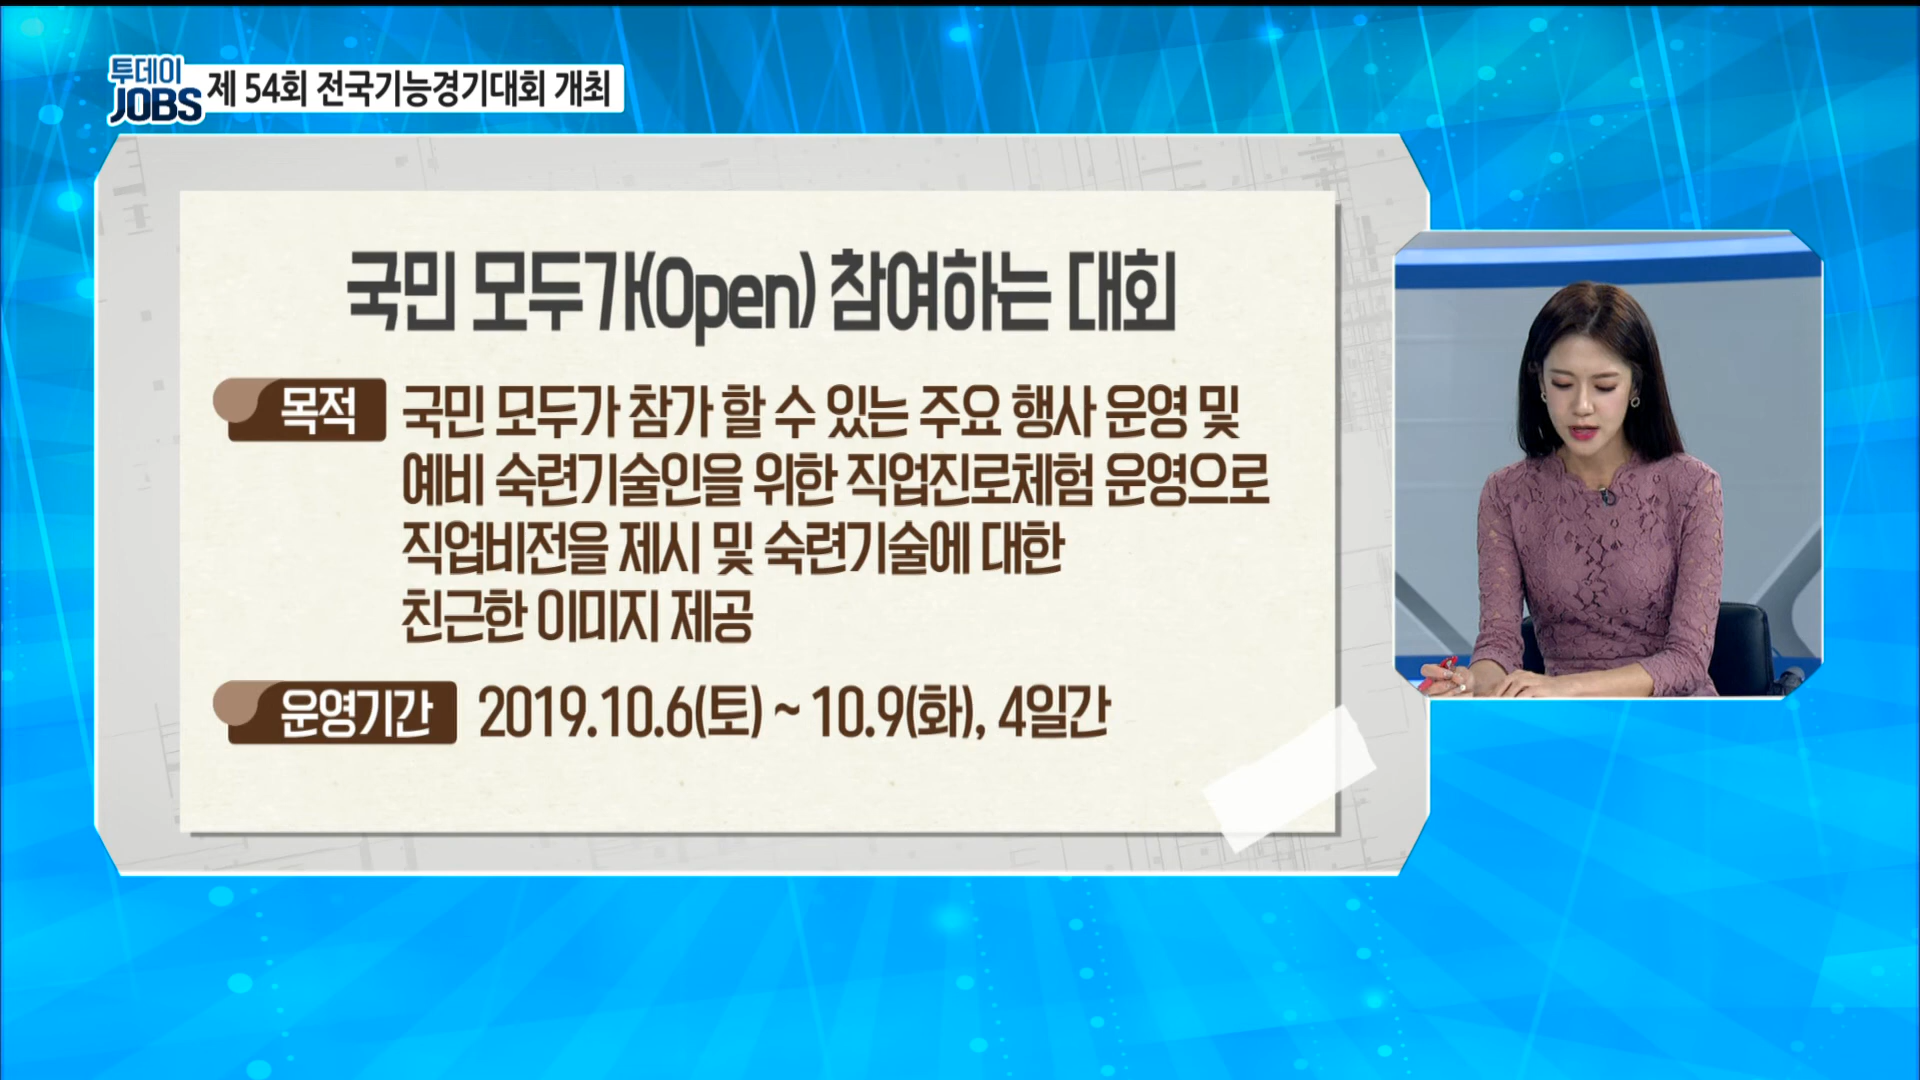 투데이
JOBS
제 54회 전국기능경기대회 개최
국민 모두가(Open) 참여하는 대회
목적 국민 모두가 참가 할 수 있는 주요 행사 운영 및
예비 숙련기술인을 위한 직업진로체험 운영으로
직업비전을 제시 및 숙련기술에 대한
친근한 이미지 제공
운영기간 2019.10.6(토) ~ 10.9(화), 4일간